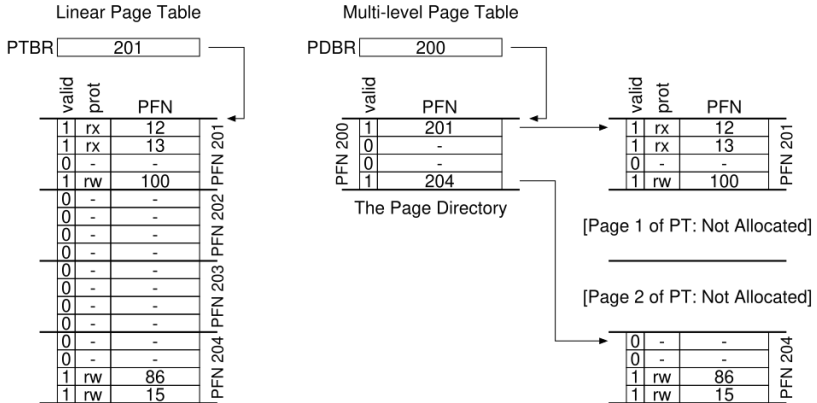 Linear Page Table
PTBR 201
valid prot PFN
1 rx 12
1 rx 13
0 - -
1 rw 100
PFN 201
0 - -
0 - -
0 - -
0 - -
PFN 202
0 - -
0 - -
0 - -
0 - -
PFN 203
0 - -
0 - -
1 rw 86
1 rw 15
PFN 204
Multi-level Page Table
PDBR 200
valid PFN
PFN 200
1 201
0 -
0 -
1 204
The Page Directory
valid prot PFN
1 rx 12
1 rx 13
0 - -
1 rw 100
PFN 201
[Page 1 of PT: Not Allocated]
[Page 2 of PT: Not Allocated]
0 - -
0 - -
1 rw 86
1 rw 15
PFN 204